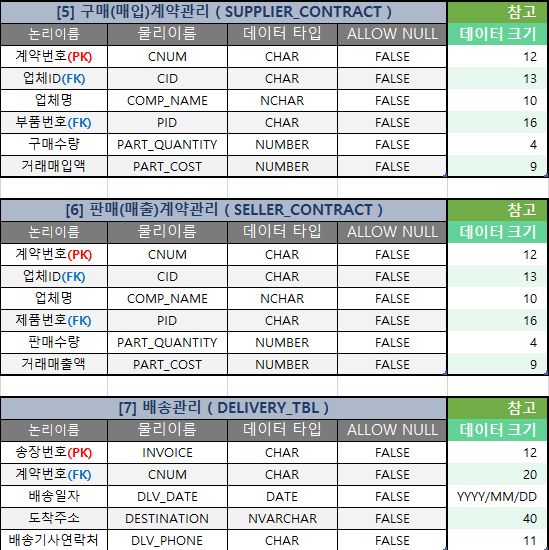 [5] 구매(매입)계약관리 ( SUPPLIER_CONTRACT ) 참고
논리이름 물리이름 데이터 타입 ALLOW NULL 데이터 크기
계약번호(PK) CNUM CHAR FALSE 12
업체ID(FK) CID CHAR FALSE 13
업체명 COMP_NAME NCHAR FALSE 10
부품번호(FK) PID CHAR FALSE 16
구매수량 PART_QUANTITY NUMBER FALSE 4
거래매입액 PART_COST NUMBER FALSE 9
[6] 판매(매출)계약관리 ( SELLER_CONTRACT ) 참고
논리이름 물리이름 데이터 타입 ALLOW NULL 데이터 크기
계약번호(PK) CNUM CHAR FALSE 12
업체ID(FK) CID CHAR FALSE 13
업체명 COMP_NAME NCHAR FALSE 10
제품번호(FK) PID CHAR FALSE 16
판매수량 PART_QUANTITY NUMBER FALSE 4
거래매출액 PART_COST NUMBER FALSE 9
[7] 배송관리 ( DELIVERY_TBL ) 참고
논리이름 물리이름 데이터 타입 ALLOW NULL 데이터 크기
송장번호(PK) INVOICE CHAR FALSE 12
계약번호(FK) CNUM CHAR FALSE 20
배송일자 DLV_DATE DATE FALSE YYYY/MM/DD
도착주소 DESTINATION NVARCHAR FALSE 40
배송기사연락처 DLV_PHONE CHAR FALSE 11